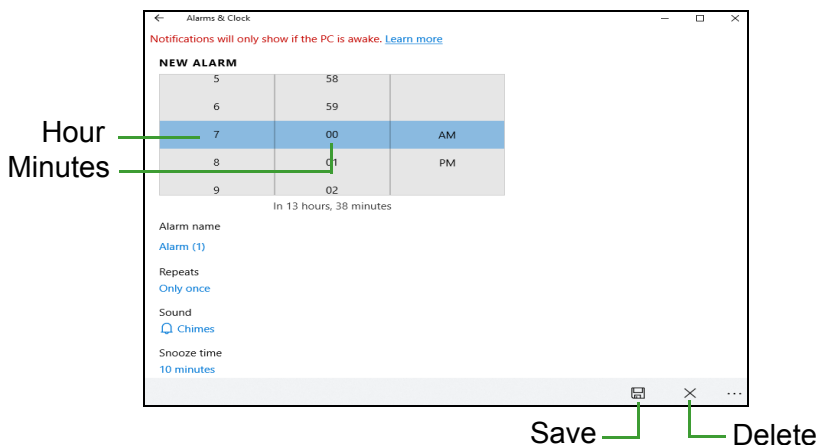 Alarms & Clock
Notifications will only show if the PC is awake. Learn more
NEW ALARM
5 58
6 59
Hour 7 00 AM
Minutes 8 01 PM
9 02
In 13 hours, 38 minutes
Alarm name
Alarm (1)
Repeats
Only once
Sound
Chimes
Snooze time
10 minutes
Save Delete